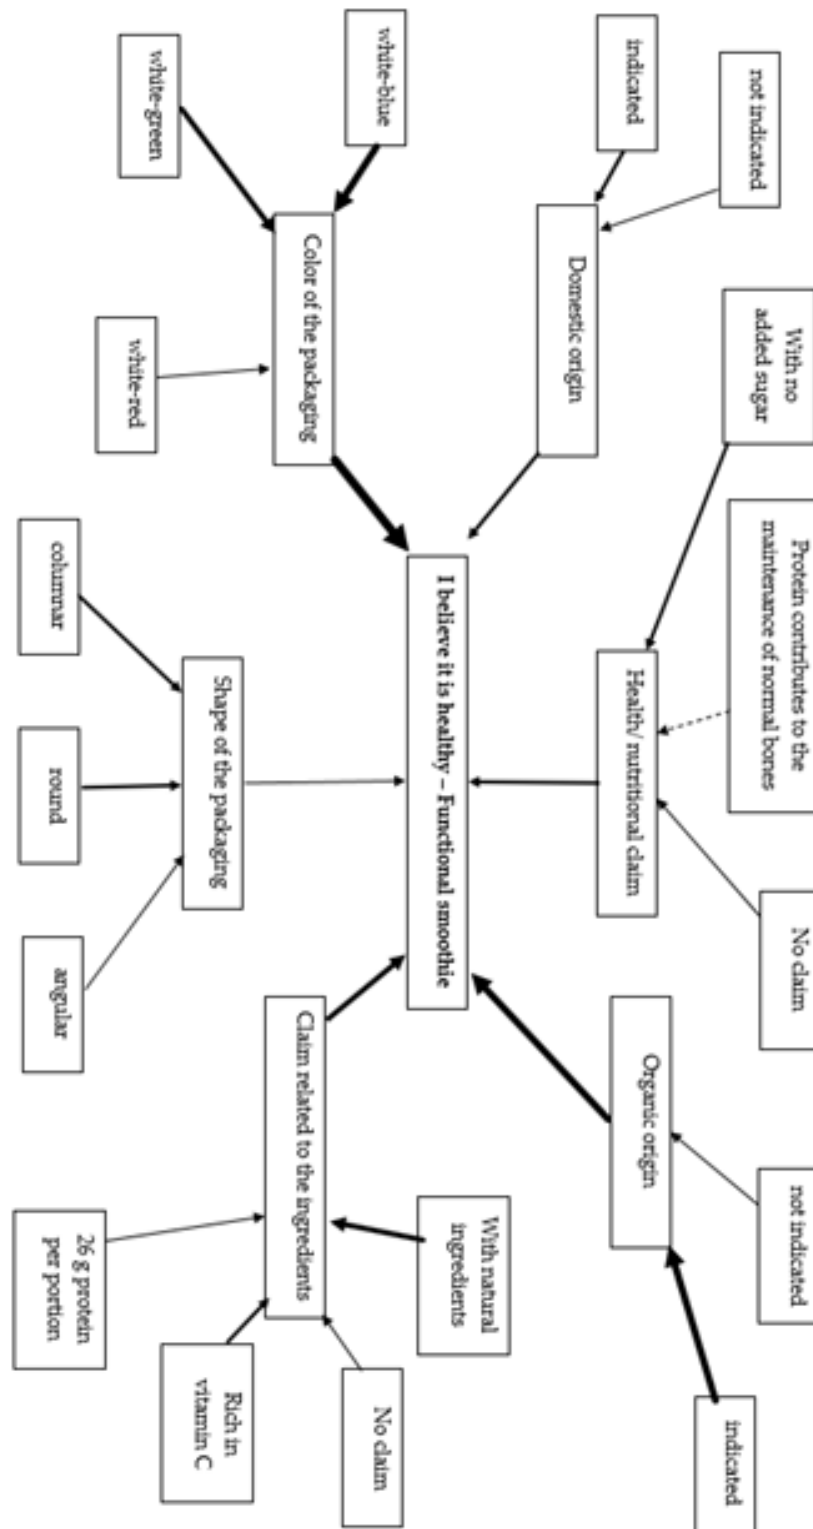 not indicated
indicated
white-blue
white-green
Domestic origin
Color of the packaging
white-red
With no
added sugar
Protein contributes to the
maintenance of normal bones
No claim
Health/ nutritional claim
I believe it is healthy – Functional smoothie
Shape of the packaging
columnar
round
angular
not indicated
indicated
Organic origin
With natural
ingredients
No claim
Claim related to the ingredients
Rich in
vitamin C
26 g protein
per portion